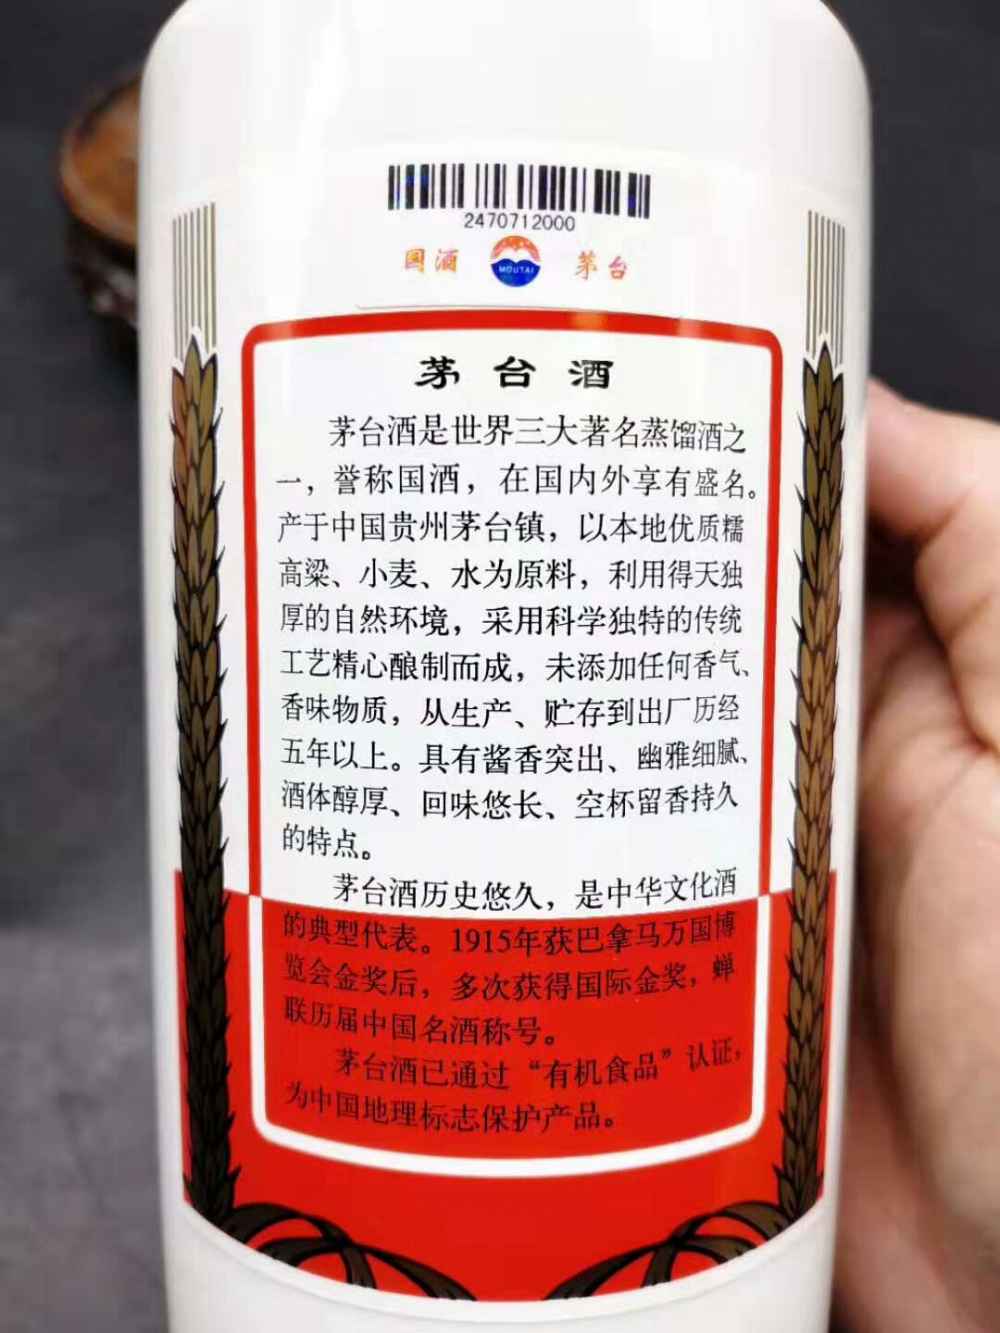 2470712000
国酒 MOUTAI 茅台
茅台酒
茅台酒是世界三大著名蒸馏酒之
一，誉称国酒，在国内外享有盛名。
产于中国贵州茅台镇，以本地优质糯
高粱、小麦、水为原料，利用得天独
厚的自然环境，采用科学独特的传统
工艺精心酿制而成，未添加任何香气、
香味物质，从生产、贮存到出厂历经
五年以上。具有酱香突出、幽雅细腻、
酒体醇厚、回味悠长、空杯留香持久
的特点。
茅台酒历史悠久，是中华文化酒
的典型代表。1915年获巴拿马万国博
览会金奖后，多次获得国际金奖，蝉
联历届中国名酒称号。
茅台酒已通过“有机食品”认证，
为中国地理标志保护产品。